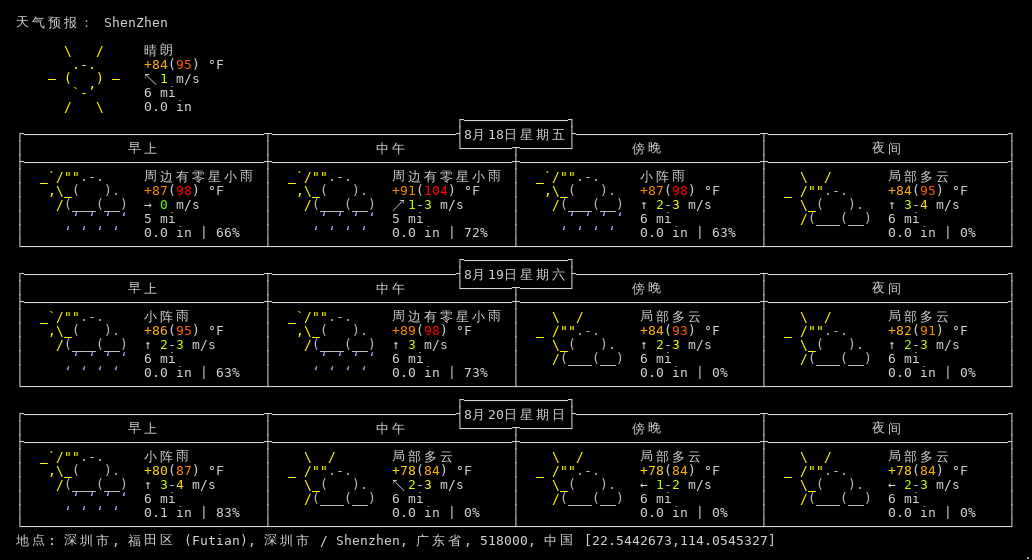 天气预报： ShenZhen
晴朗
+84(95) °F
↖ 1 m/s
6 mi
0.0 in
8月18日星期五
早上 中午 傍晚 夜间
周边有零星小雨 周边有零星小雨 小阵雨 局部多云
+87(98) °F +91(104) °F +87(98) °F +84(95) °F
→ 0 m/s ↗ 1-3 m/s ↑ 2-3 m/s ↑ 3-4 m/s
5 mi 5 mi 6 mi 6 mi
0.0 in | 66% 0.0 in | 72% 0.0 in | 63% 0.0 in | 0%
8月19日星期六
早上 中午 傍晚 夜间
小阵雨 周边有零星小雨 局部多云 局部多云
+86(95) °F +89(98) °F +84(93) °F +82(91) °F
↑ 2-3 m/s ↑ 3 m/s ↑ 2-3 m/s ↑ 2-3 m/s
6 mi 6 mi 6 mi 6 mi
0.0 in | 63% 0.0 in | 73% 0.0 in | 0% 0.0 in | 0%
8月20日星期日
早上 中午 傍晚 夜间
小阵雨 局部多云 局部多云 局部多云
+80(87) °F +78(84) °F +78(84) °F +78(84) °F
↑ 3-4 m/s ↖ 2-3 m/s ← 1-2 m/s ← 2-3 m/s
6 mi 6 mi 6 mi 6 mi
0.1 in | 83% 0.0 in | 0% 0.0 in | 0% 0.0 in | 0%
地点: 深圳市, 福田区 (Futian), 深圳市 / Shenzhen, 广东省, 518000, 中国 [22.5442673,114.0545327]